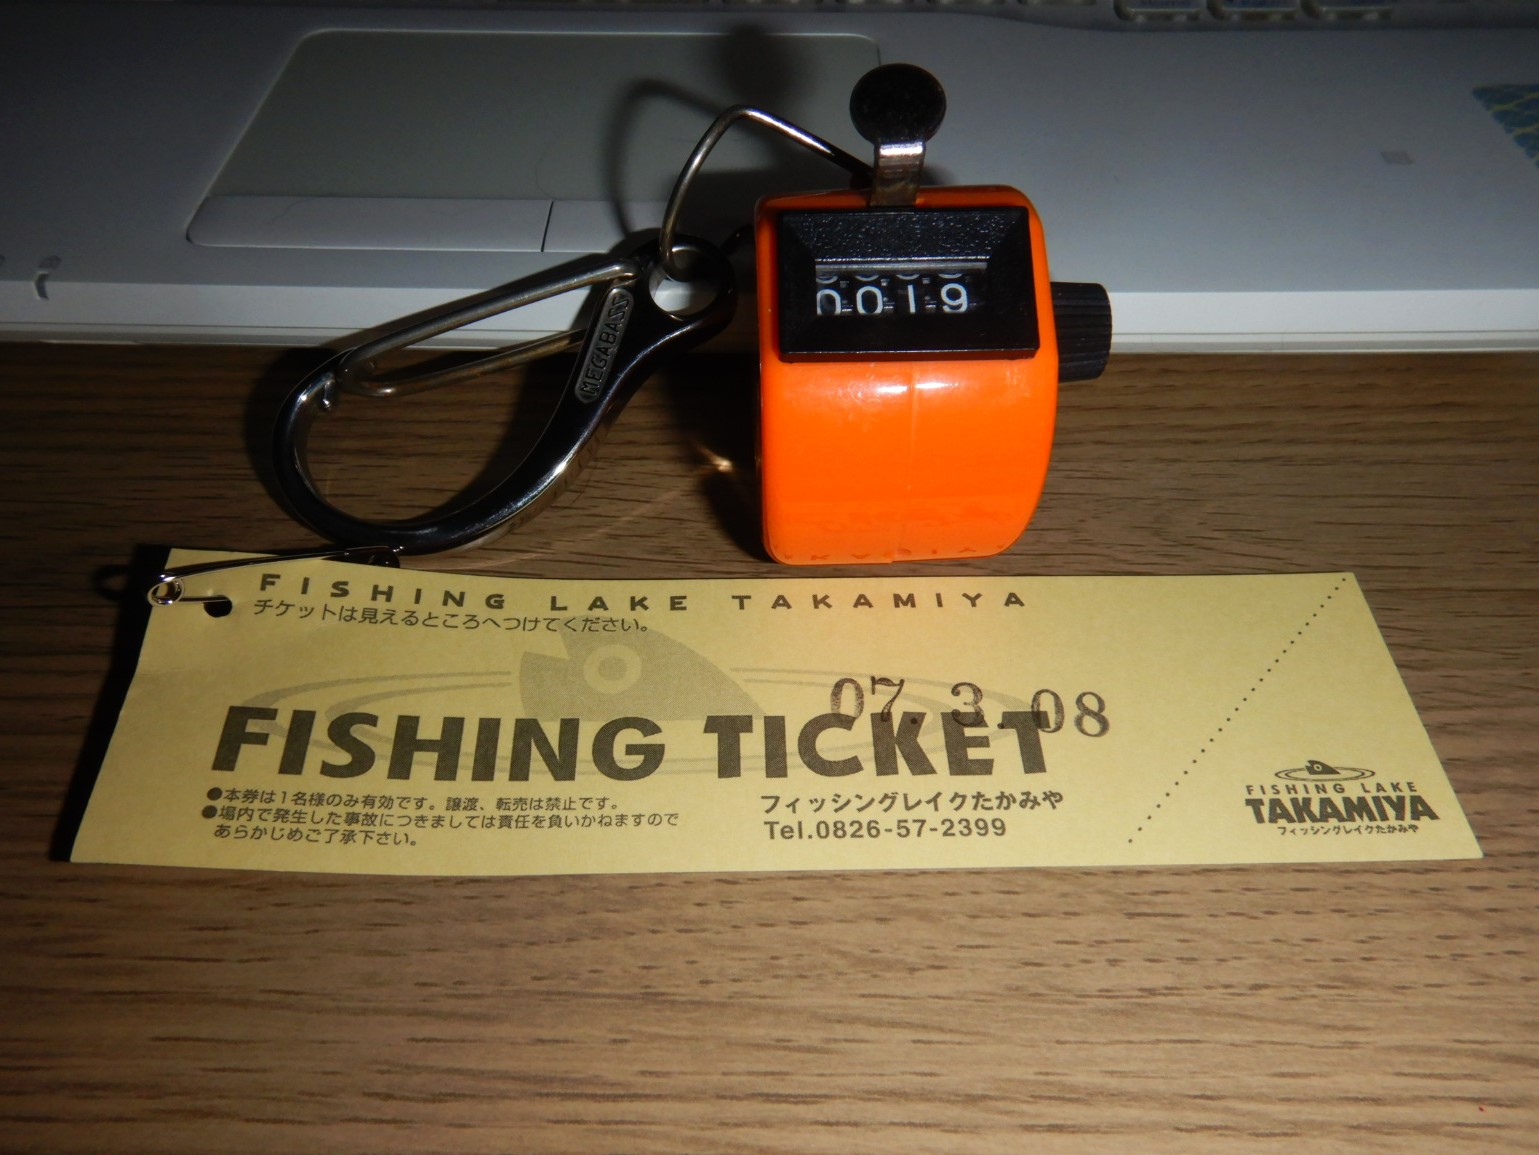 MEGABASS
0019
FISHING LAKE TAKAMIYA
チケットは見えるところへつけてください。
07. 3. 08
FISHING TICKET
●本券は1名様のみ有効です。譲渡、転売は禁止です。
●場内で発生した事故につきましては責任を負いかねますので
あらかじめご了承下さい。
フィッシングレイクたかみや
Tel.0826-57-2399
FISHING LAKE
TAKAMIYA
フィッシングレイクたかみや